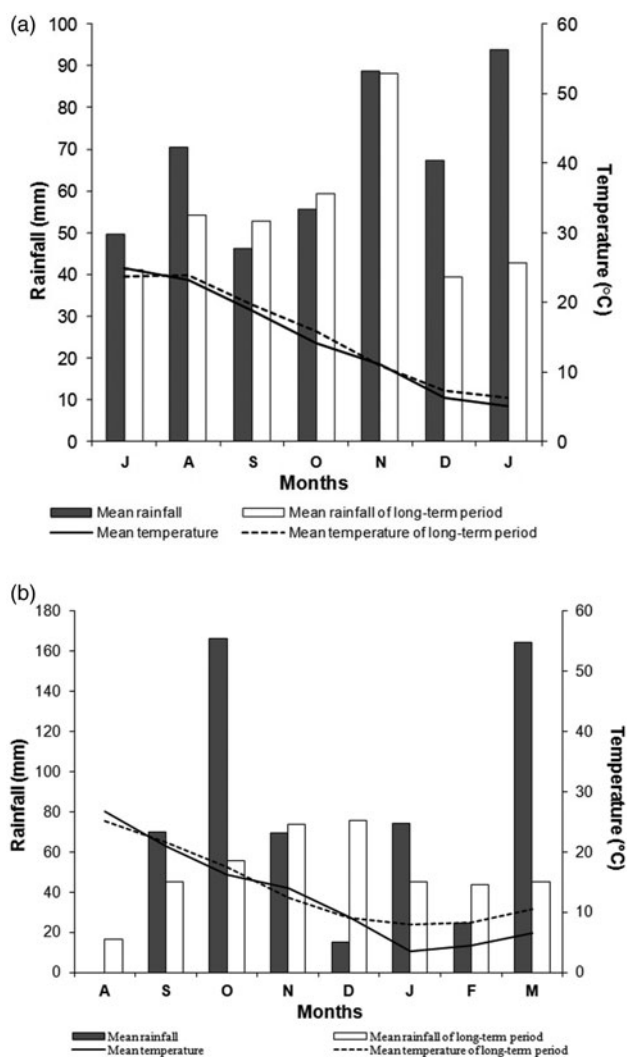 (a)
100
90
80
70
60
50
40
30
20
10
0
Rainfall (mm)
60
50
40
30
20
10
0
Temperature (°C)
J A S O N D J
Months
Mean rainfall
Mean rainfall of long-term period
Mean temperature
Mean temperature of long-term period
(b)
180
160
140
120
100
80
60
40
20
0
Rainfall (mm)
60
50
40
30
20
10
0
Temperature (°C)
A S O N D J F M
Months
Mean rainfall
Mean rainfall of long-term period
Mean temperature
Mean temperature of long-term period